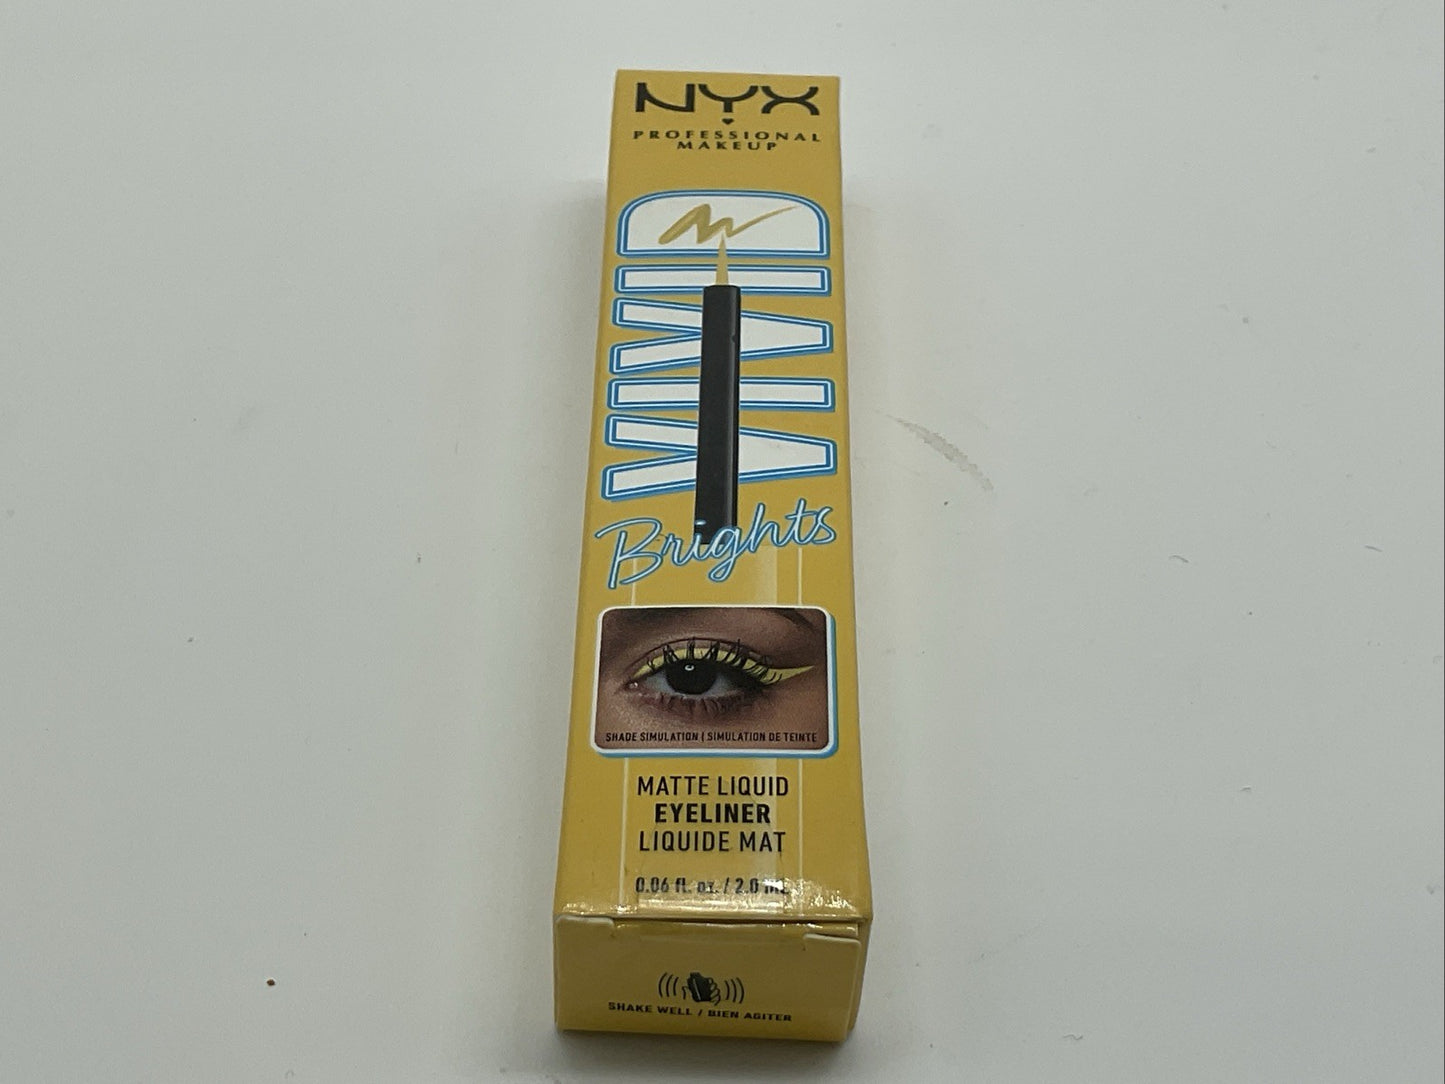 NYX
PROFESSIONAL
MAKEUP
VIVID
Brights
SHADE SIMULATION | SIMULATION DE TEINTE
MATTE LIQUID
EYELINER
LIQUIDE MAT
0.06 fl. oz. / 2.0 mL
SHAKE WELL / BIEN AGITER